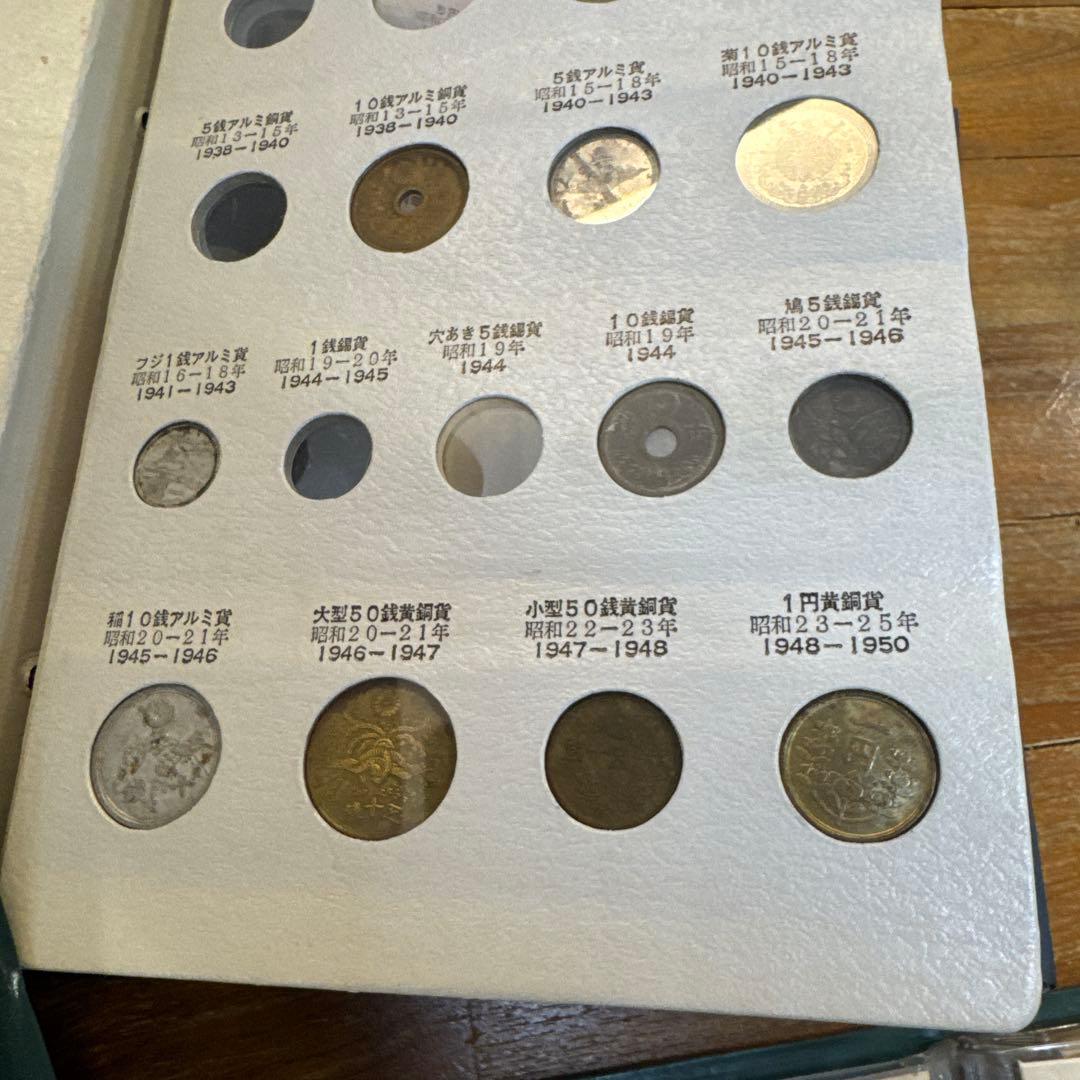 5銭アルミ銅貨
昭和13−15年
1938−1940
10銭アルミ銅貨
昭和13−15年
1938−1940
5銭アルミ貨
昭和15−18年
1940−1943
菊10銭アルミ貨
昭和15−18年
1940−1943
フジ1銭アルミ貨
昭和16−18年
1941−1943
1銭錫貨
昭和19−20年
1944−1945
穴あき5銭錫貨
昭和19年
1944
10銭錫貨
昭和19年
1944
鳩5銭錫貨
昭和20−21年
1945−1946
稲10銭アルミ貨
昭和20−21年
1945−1946
大型50銭黄銅貨
昭和20−21年
1946−1947
小型50銭黄銅貨
昭和22−23年
1947−1948
1円黄銅貨
昭和23−25年
1948−1950